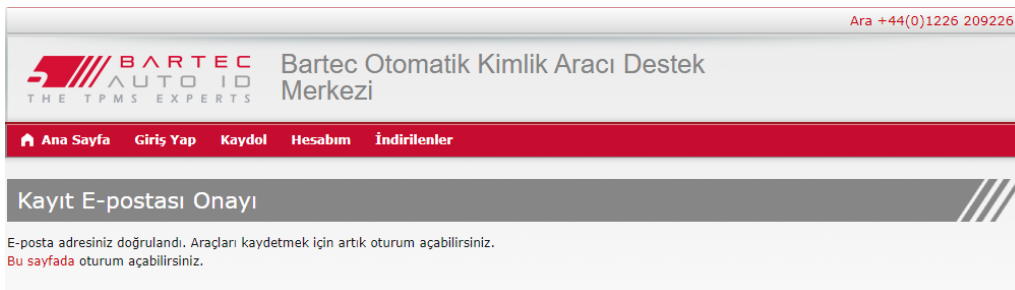 Ara +44(0)1226 209226
BARTEC
AUTO ID
THE TPMS EXPERTS
Bartec Otomatik Kimlik Aracı Destek
Merkezi
Ana Sayfa Giriş Yap Kaydol Hesabım İndirilenler
Kayıt E-postası Onayı
E-posta adresiniz doğrulandı. Araçları kaydetmek için artık oturum açabilirsiniz.
Bu sayfada oturum açabilirsiniz.